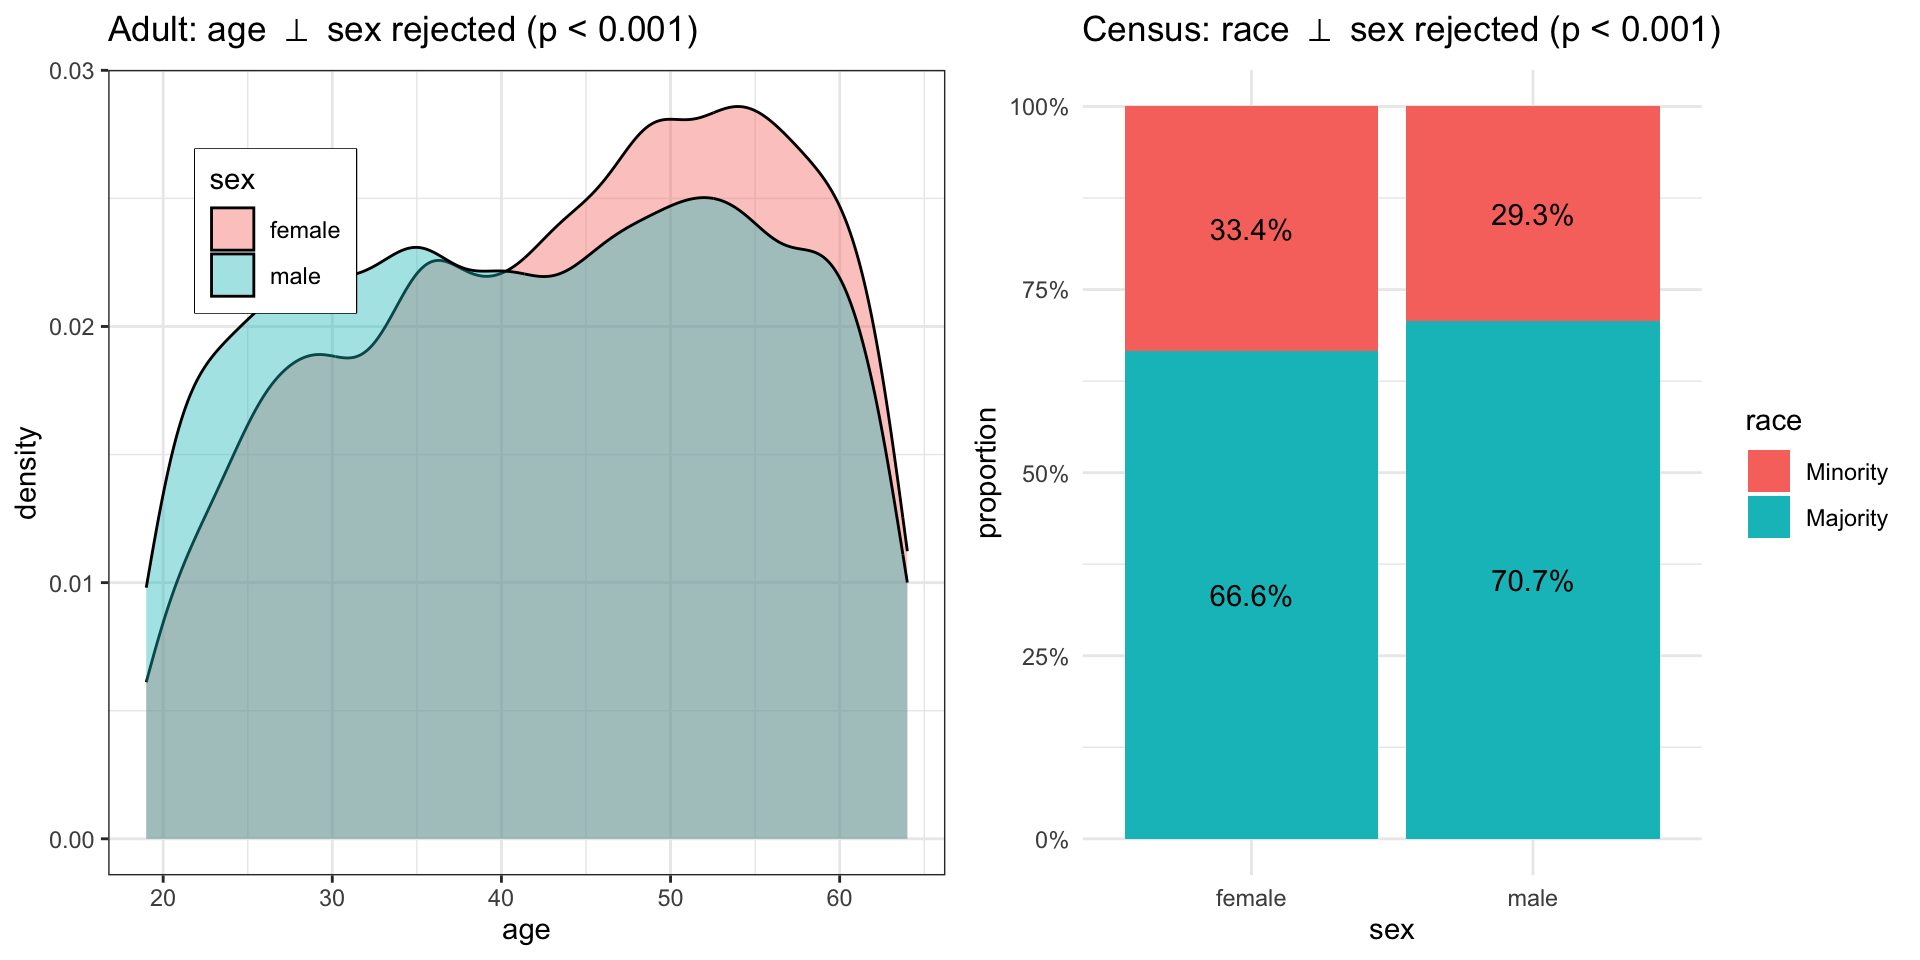 Adult: age ⊥ sex rejected (p < 0.001)
density
0.03
0.02
0.01
0.00
sex
female
male
20 30 40 50 60
age
Census: race ⊥ sex rejected (p < 0.001)
proportion
100%
75%
50%
25%
0%
33.4%
29.3%
66.6%
70.7%
female male
sex
race
Minority
Majority